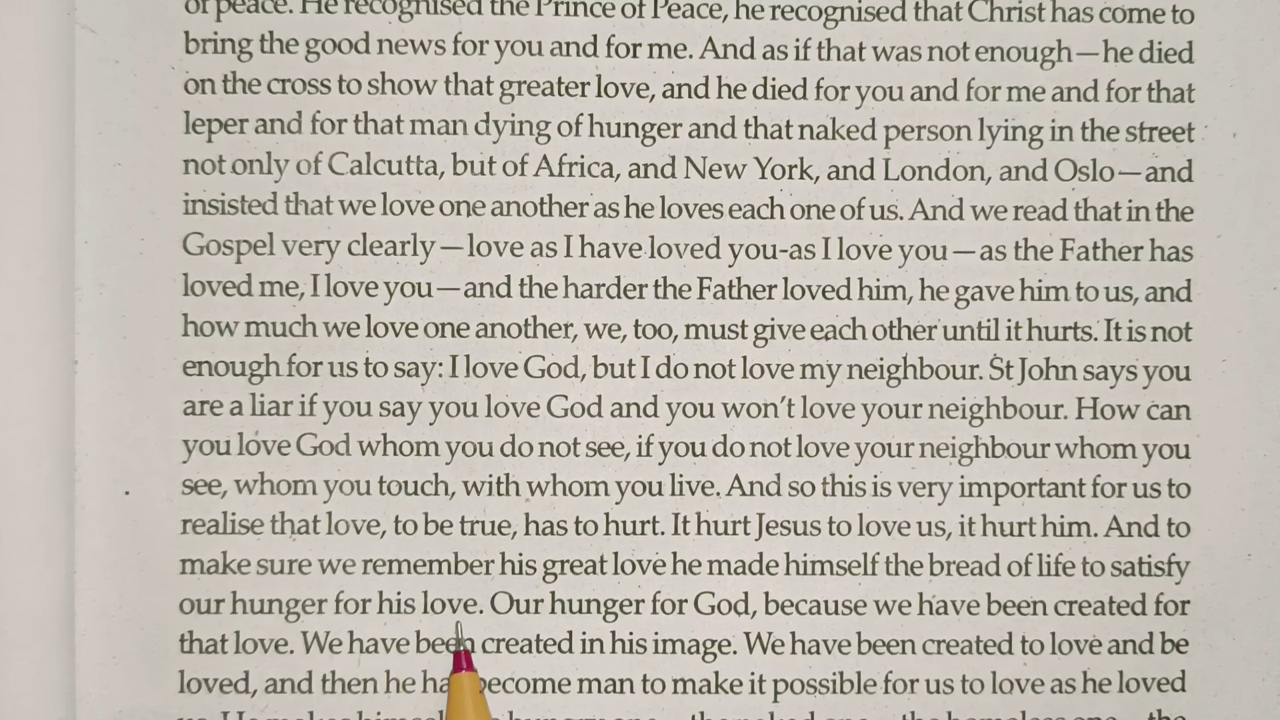 of peace. He recognised the Prince of Peace, he recognised that Christ has come to
bring the good news for you and for me. And as if that was not enough—he died
on the cross to show that greater love, and he died for you and for me and for that
leper and for that man dying of hunger and that naked person lying in the street
not only of Calcutta, but of Africa, and New York, and London, and Oslo—and
insisted that we love one another as he loves each one of us. And we read that in the
Gospel very clearly—love as I have loved you-as I love you—as the Father has
loved me, I love you—and the harder the Father loved him, he gave him to us, and
how much we love one another, we, too, must give each other until it hurts. It is not
enough for us to say: I love God, but I do not love my neighbour. St John says you
are a liar if you say you love God and you won't love your neighbour. How can
you love God whom you do not see, if you do not love your neighbour whom you
see, whom you touch, with whom you live. And so this is very important for us to
realise that love, to be true, has to hurt. It hurt Jesus to love us, it hurt him. And to
make sure we remember his great love he made himself the bread of life to satisfy
our hunger for his love. Our hunger for God, because we have been created for
that love. We have been created in his image. We have been created to love and be
loved, and then he has become man to make it possible for us to love as he loved